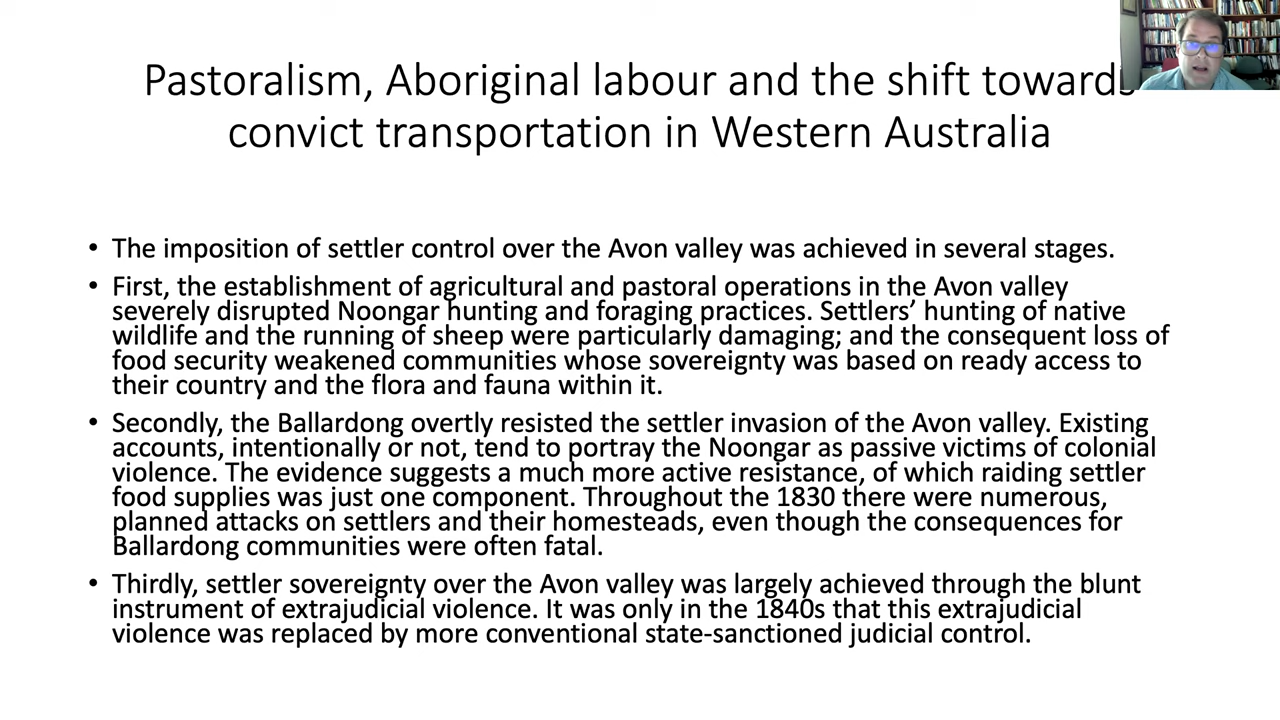 Pastoralism, Aboriginal labour and the shift towards
convict transportation in Western Australia
• The imposition of settler control over the Avon valley was achieved in several stages.
• First, the establishment of agricultural and pastoral operations in the Avon valley
severely disrupted Noongar hunting and foraging practices. Settlers’ hunting of native
wildlife and the running of sheep were particularly damaging; and the consequent loss of
food security weakened communities whose sovereignty was based on ready access to
their country and the flora and fauna within it.
• Secondly, the Ballardong overtly resisted the settler invasion of the Avon valley. Existing
accounts, intentionally or not, tend to portray the Noongar as passive victims of colonial
violence. The evidence suggests a much more active resistance, of which raiding settler
food supplies was just one component. Throughout the 1830 there were numerous,
planned attacks on settlers and their homesteads, even though the consequences for
Ballardong communities were often fatal.
• Thirdly, settler sovereignty over the Avon valley was largely achieved through the blunt
instrument of extrajudicial violence. It was only in the 1840s that this extrajudicial
violence was replaced by more conventional state-sanctioned judicial control.